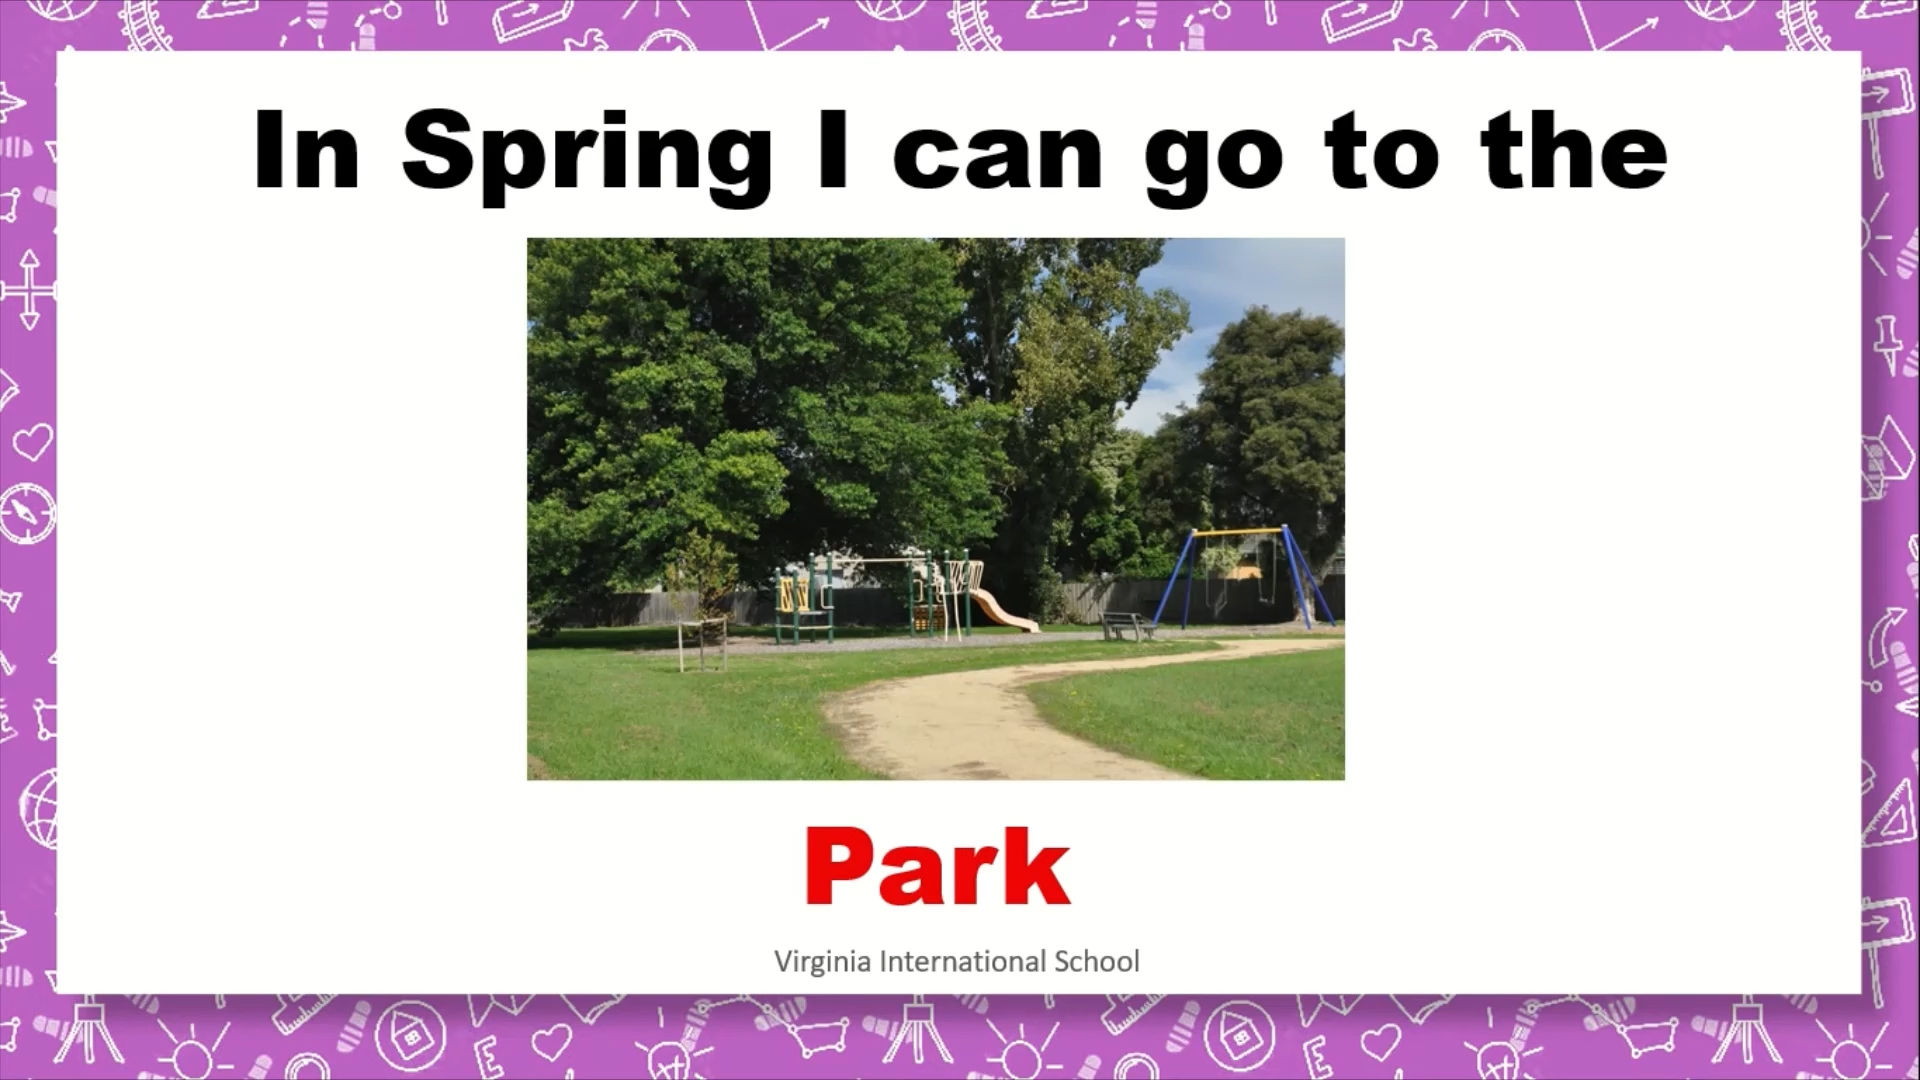 In Spring I can go to the
Park
Virginia International School